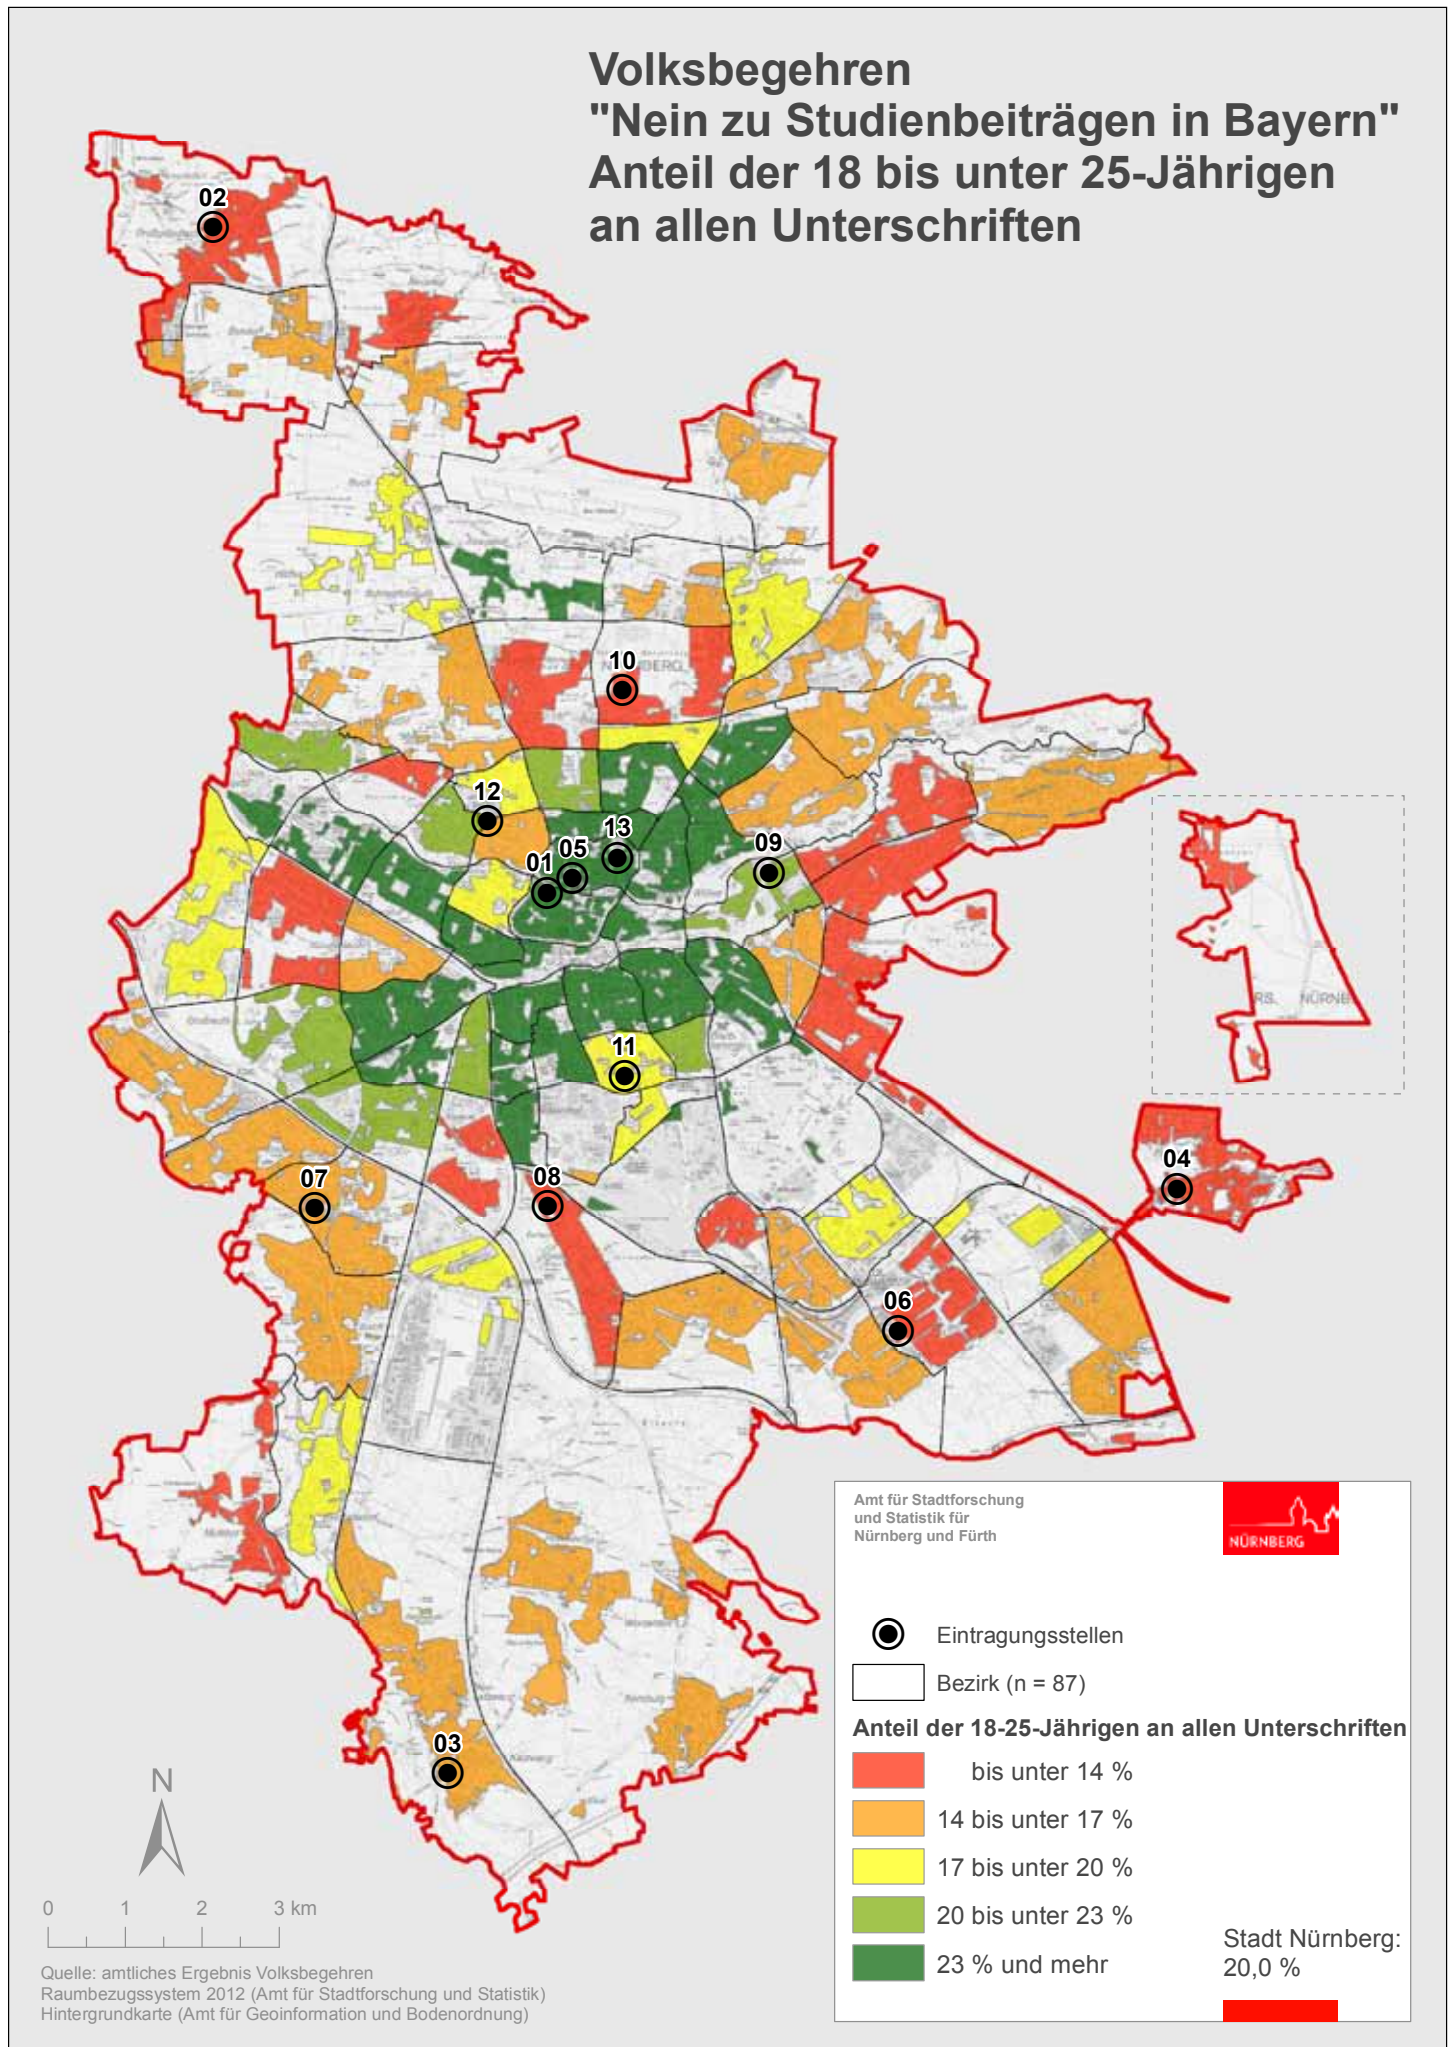 Volksbegehren
"Nein zu Studienbeiträgen in Bayern"
Anteil der 18 bis unter 25-Jährigen
an allen Unterschriften
02
10
12
13
05
01
09
11
04
07
08
06
03
RS. NÜRNB
Amt für Stadtforschung
und Statistik für
Nürnberg und Fürth
NÜRNBERG
Eintragungsstellen
Bezirk (n = 87)
Anteil der 18-25-Jährigen an allen Unterschriften
bis unter 14 %
14 bis unter 17 %
17 bis unter 20 %
20 bis unter 23 %
23 % und mehr
Stadt Nürnberg:
20,0 %
N
0 1 2 3 km
Quelle: amtliches Ergebnis Volksbegehren
Raumbezugssystem 2012 (Amt für Stadtforschung und Statistik)
Hintergrundkarte (Amt für Geoinformation und Bodenordnung)